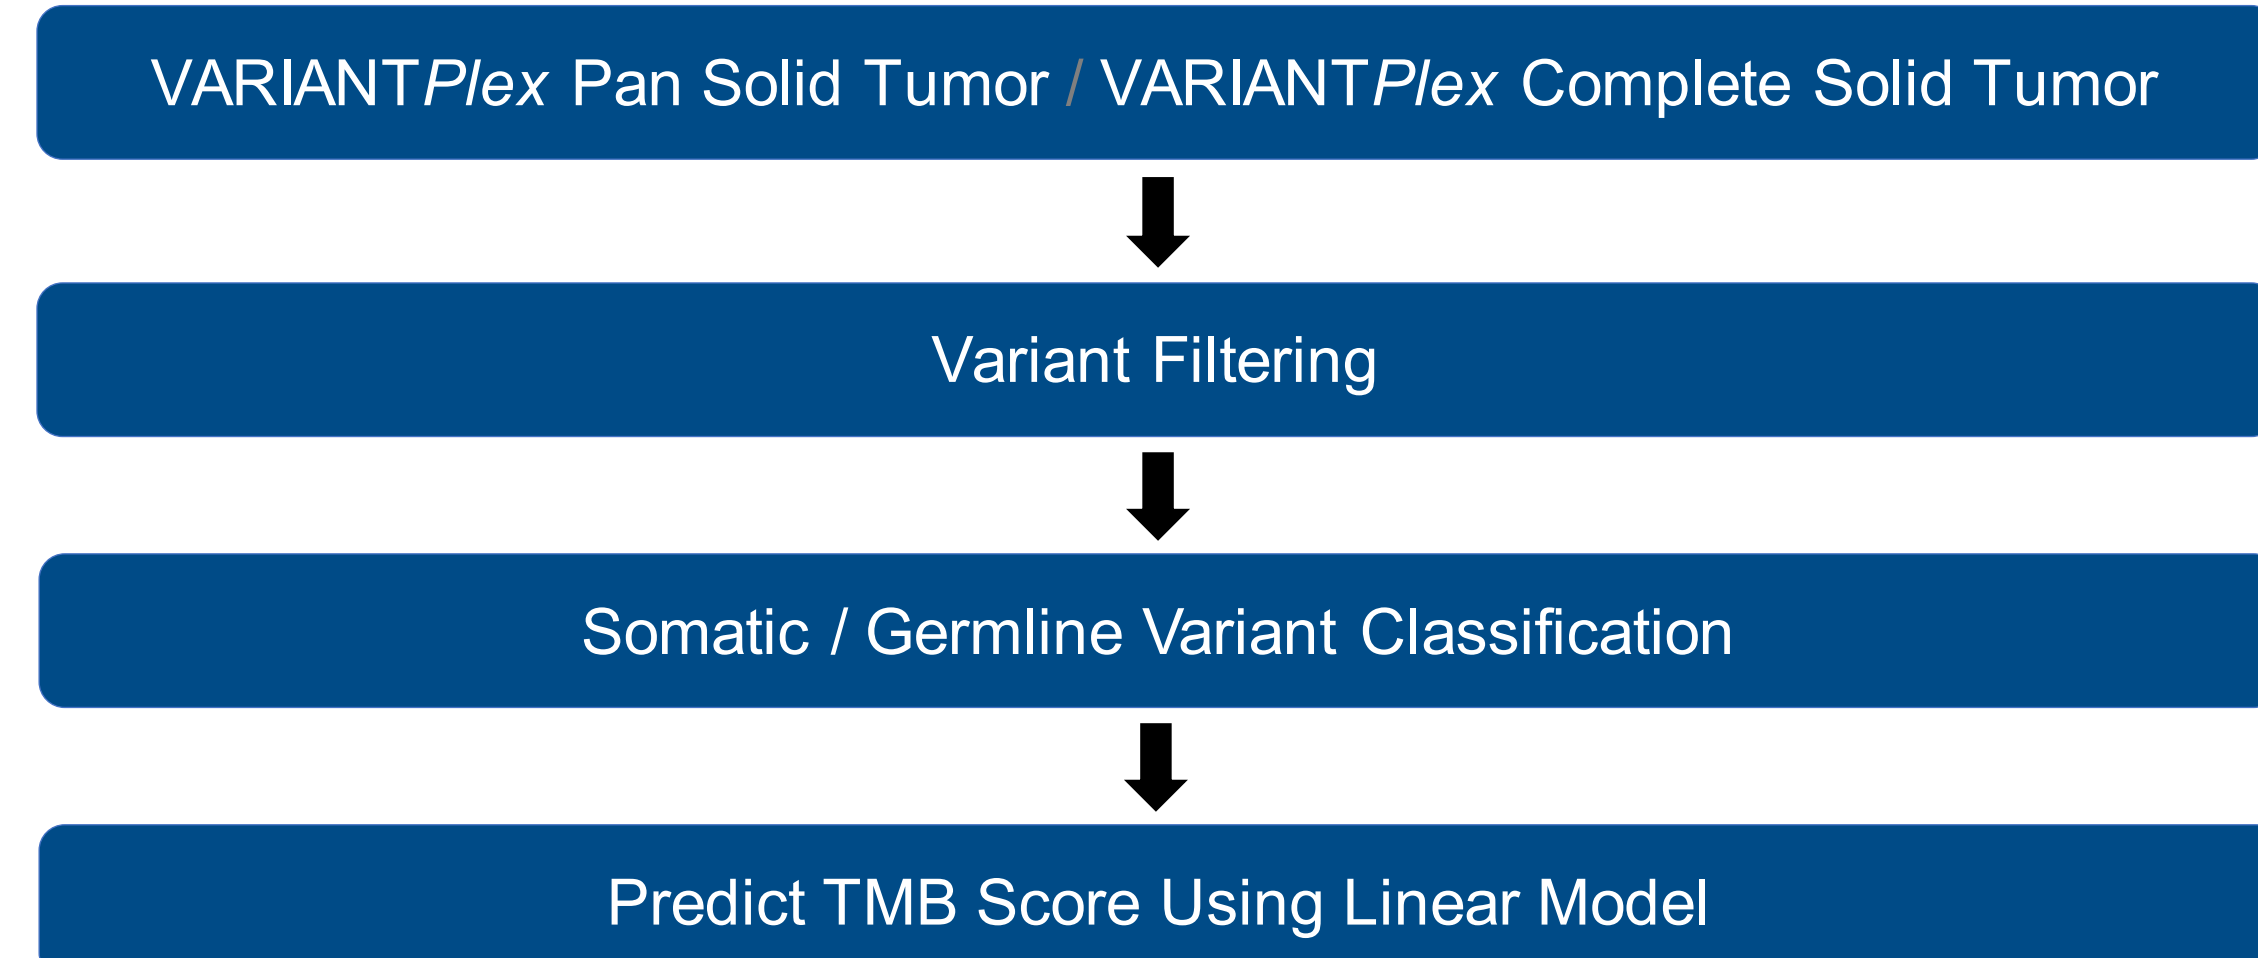 VARIANTPlex Pan Solid Tumor / VARIANTPlex Complete Solid Tumor
Variant Filtering
Somatic / Germline Variant Classification
Predict TMB Score Using Linear Model